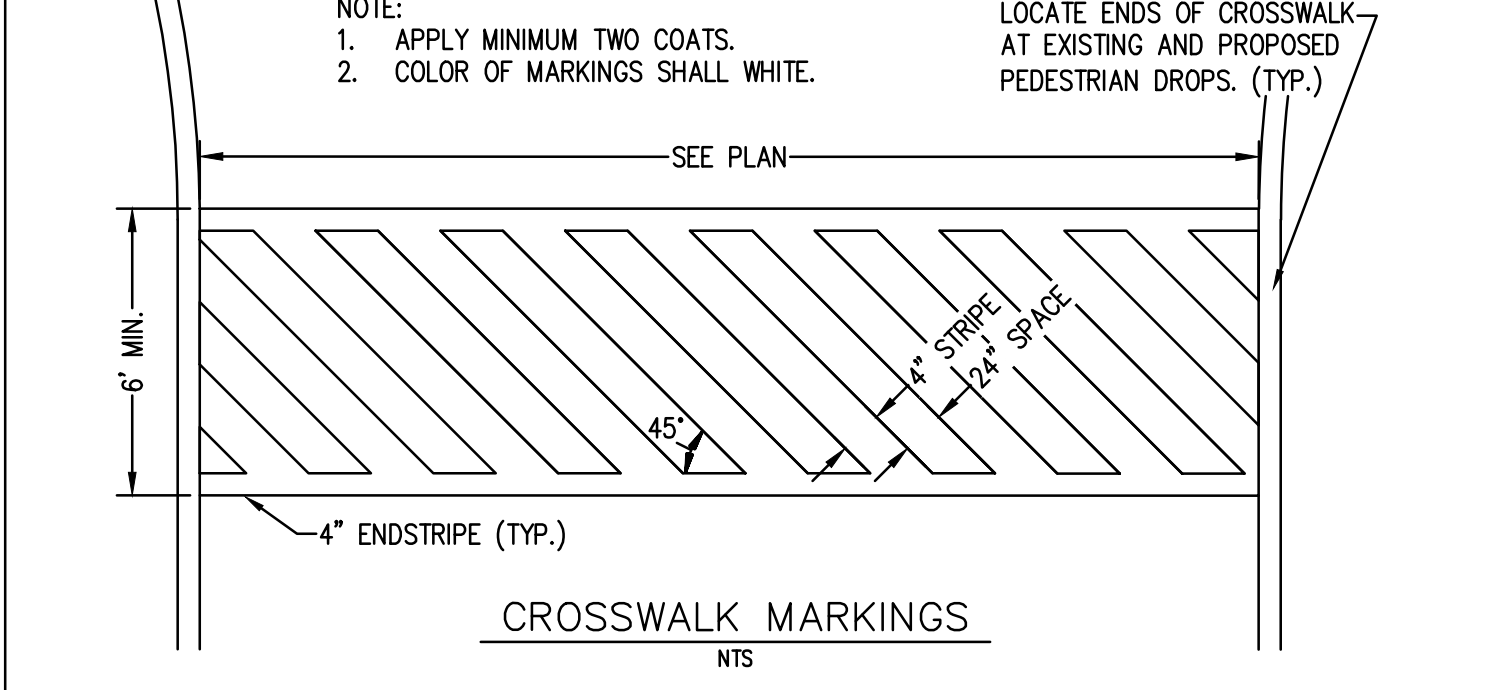 NOTE:
1. APPLY MINIMUM TWO COATS.
2. COLOR OF MARKINGS SHALL WHITE.
LOCATE ENDS OF CROSSWALK
AT EXISTING AND PROPOSED
PEDESTRIAN DROPS. (TYP.)
SEE PLAN
6' MIN.
4" STRIPE
24" SPACE
45°
4" ENDSTRIPE (TYP.)
CROSSWALK MARKINGS
NTS